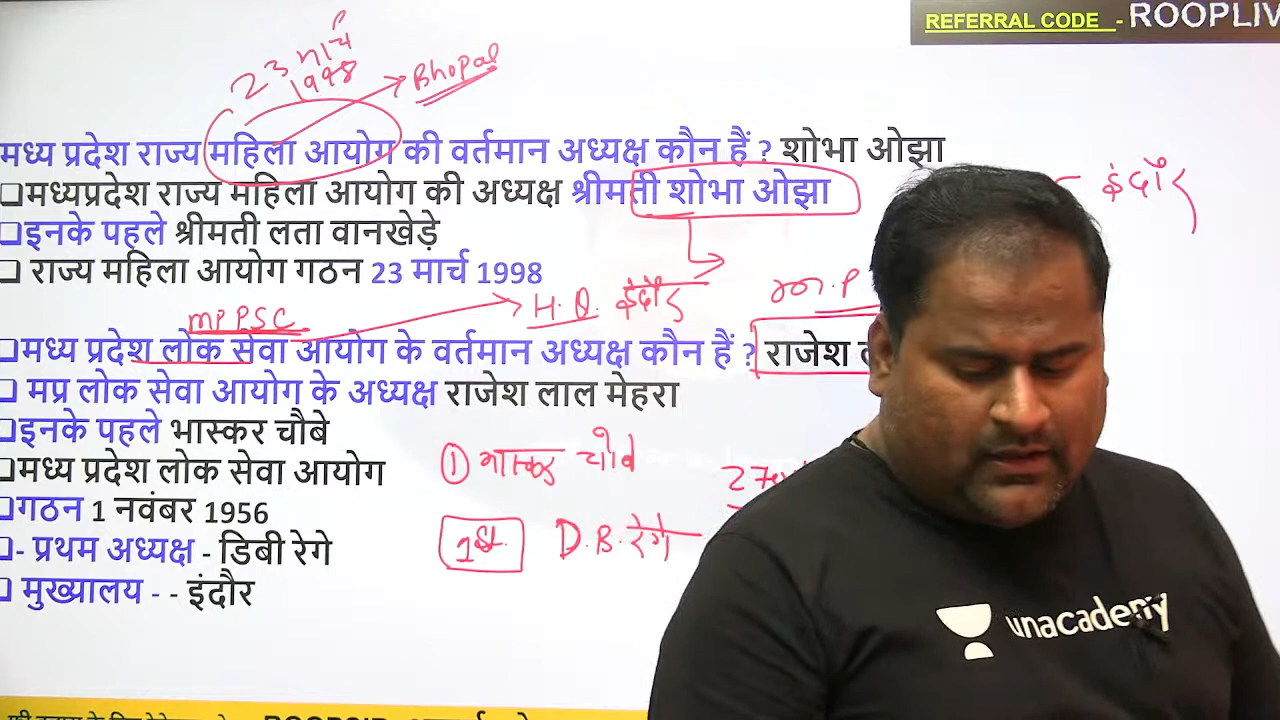 REFERRAL CODE - ROOPLIV
23 मार्च
1998
Bhopal
मध्य प्रदेश राज्य महिला आयोग की वर्तमान अध्यक्ष कौन हैं ? शोभा ओझा
मध्यप्रदेश राज्य महिला आयोग की अध्यक्ष श्रीमती शोभा ओझा
इंदौर
इनके पहले श्रीमती लता वानखेड़े
राज्य महिला आयोग गठन 23 मार्च 1998
MPPSC
H.Q. इंदौर
म.P
मध्य प्रदेश लोक सेवा आयोग के वर्तमान अध्यक्ष कौन हैं ? राजेश
मप्र लोक सेवा आयोग के अध्यक्ष राजेश लाल मेहरा
इनके पहले भास्कर चौबे
① भास्कर चौबे
मध्य प्रदेश लोक सेवा आयोग
गठन 1 नवंबर 1956
- प्रथम अध्यक्ष - डिबी रेगे
1st. D.B. रेगे
मुख्यालय - - इंदौर
unacademy